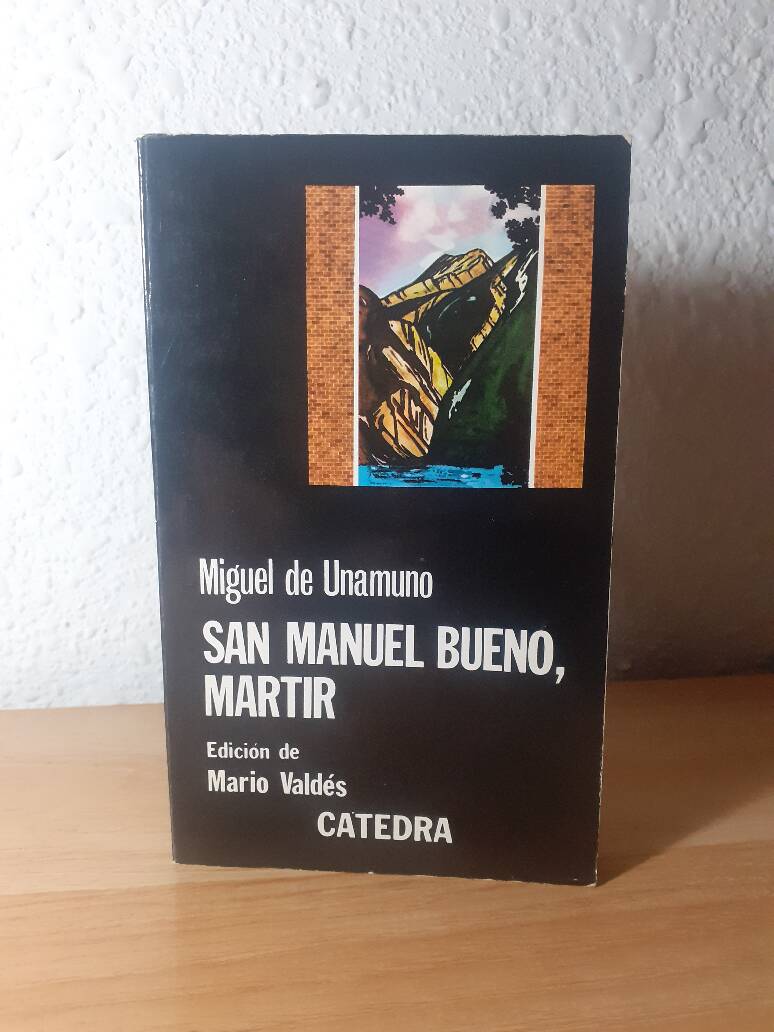 Miguel de Unamuno
SAN MANUEL BUENO,
MARTIR
Edición de
Mario Valdés
CATEDRA